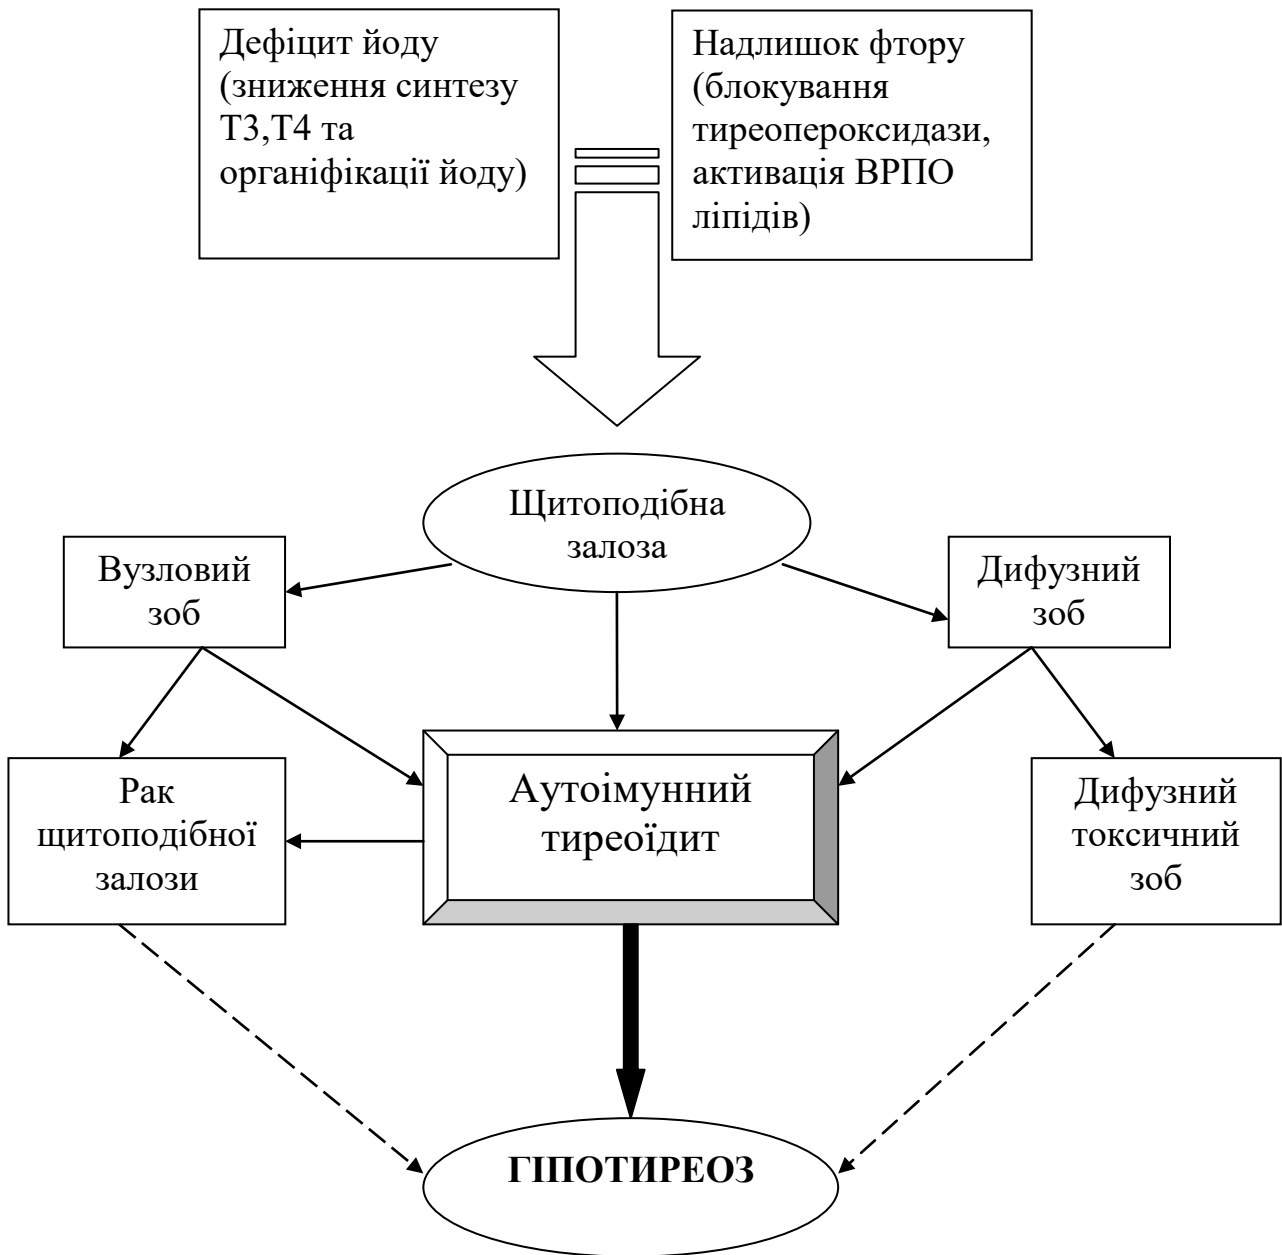 Дефіцит йоду
(зниження синтезу
Т3,Т4 та
органіфікації йоду)
Надлишок фтору
(блокування
тиреопероксидази,
активація ВРПО
ліпідів)
Щитоподібна
залоза
Вузловий
зоб
Дифузний
зоб
Рак
щитоподібної
залози
Аутоімунний
тиреоїдит
Дифузний
токсичний
зоб
ГІПОТИРЕОЗ